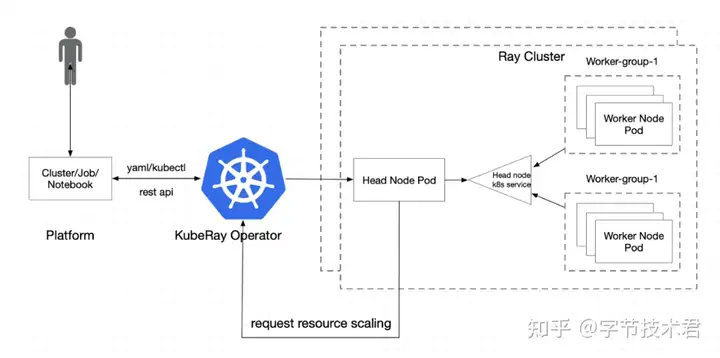 Ray Cluster
Worker-group-1
Worker Node
Pod
yaml/kubectl
Cluster/Job/
Notebook
rest api
Head Node Pod
Head node
k8s service
Worker-group-1
Worker Node
Pod
Platform
KubeRay Operator
request resource scaling
知乎 @字节技术君